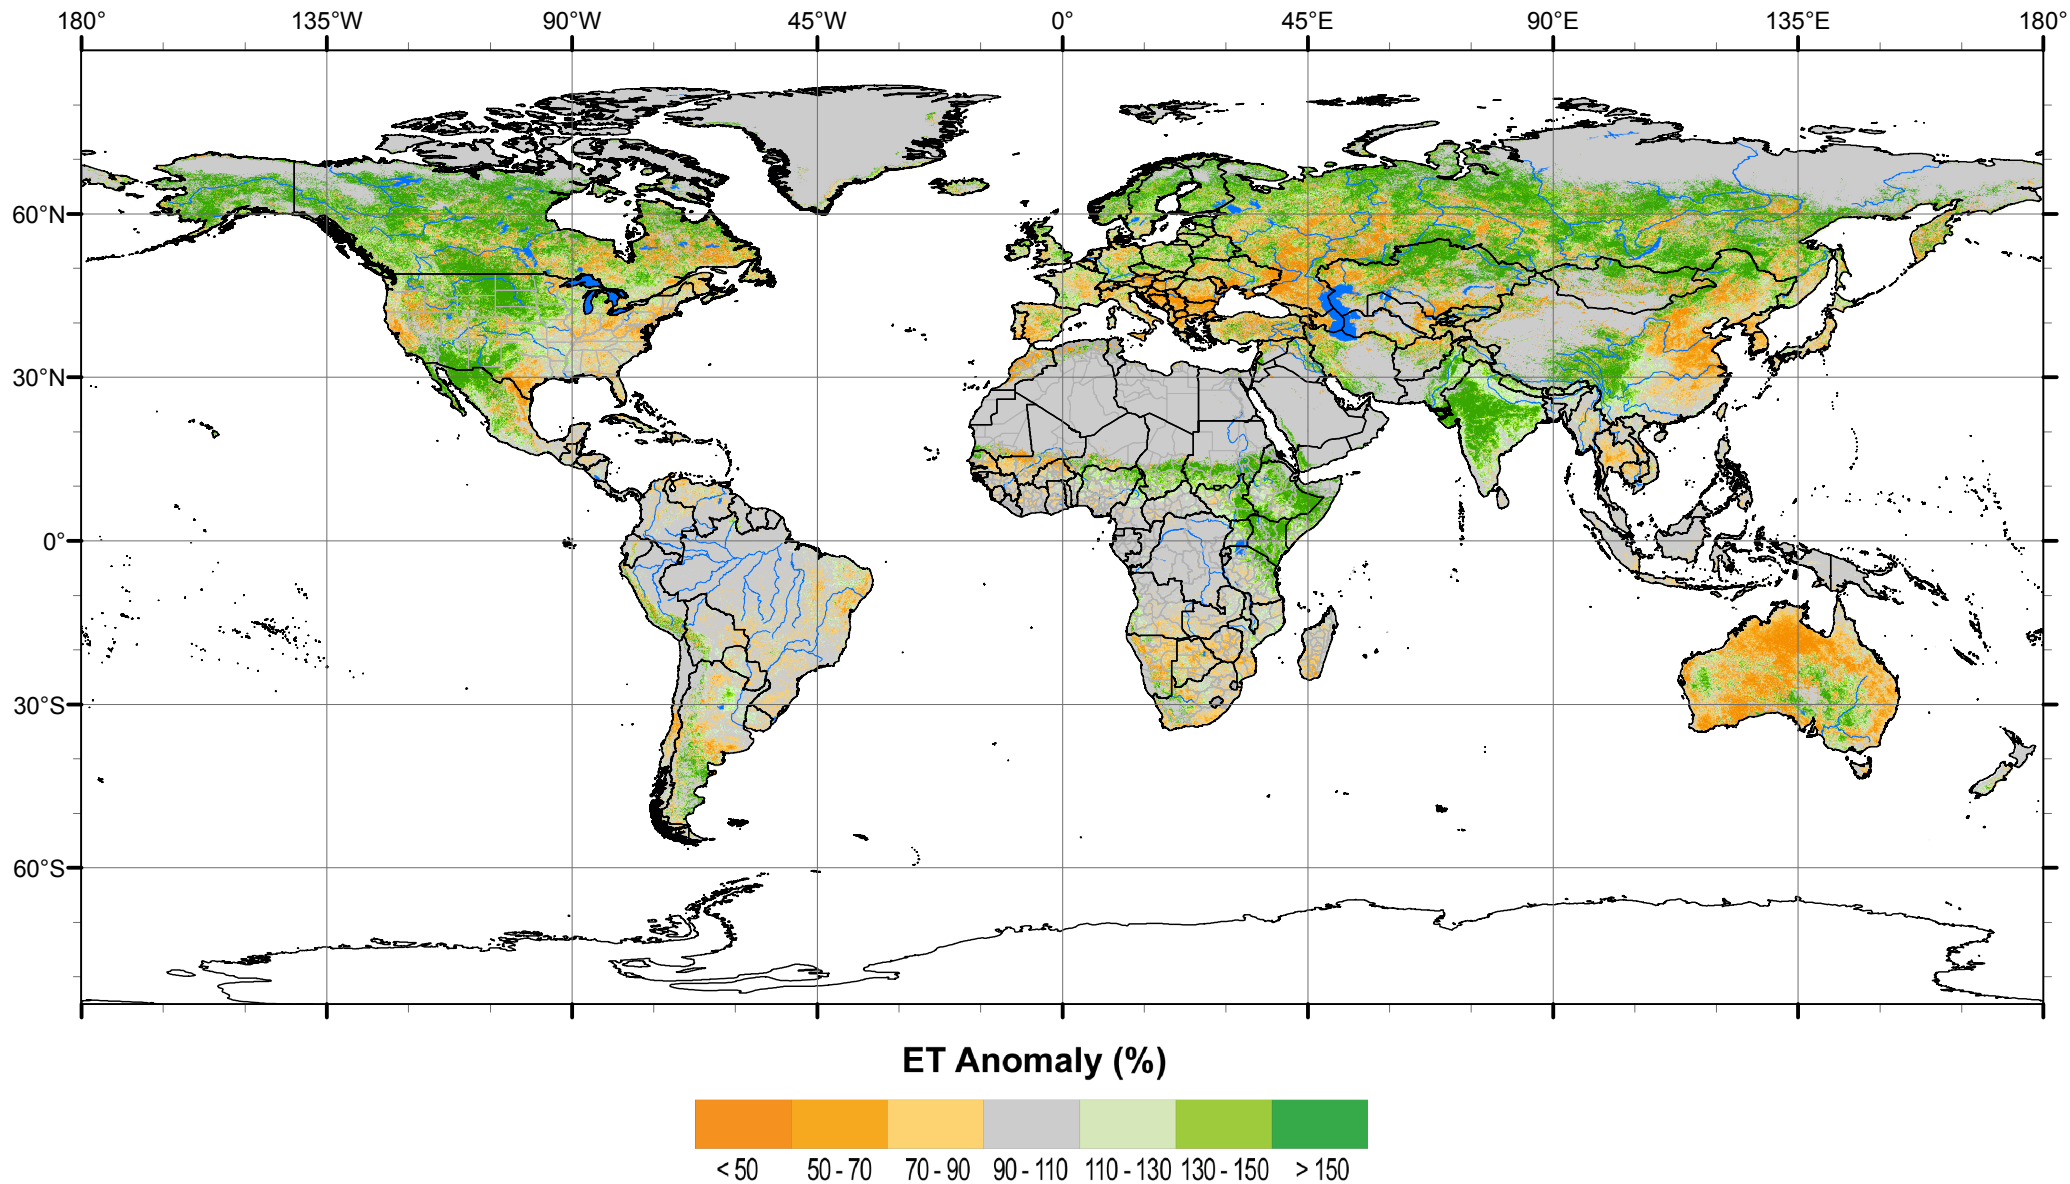 180° 135°W 90°W 45°W 0° 45°E 90°E 135°E 180°
60°N
30°N
0°
30°S
60°S
ET Anomaly (%)
< 50 50 - 70 70 - 90 90 - 110 110 - 130 130 - 150 > 150